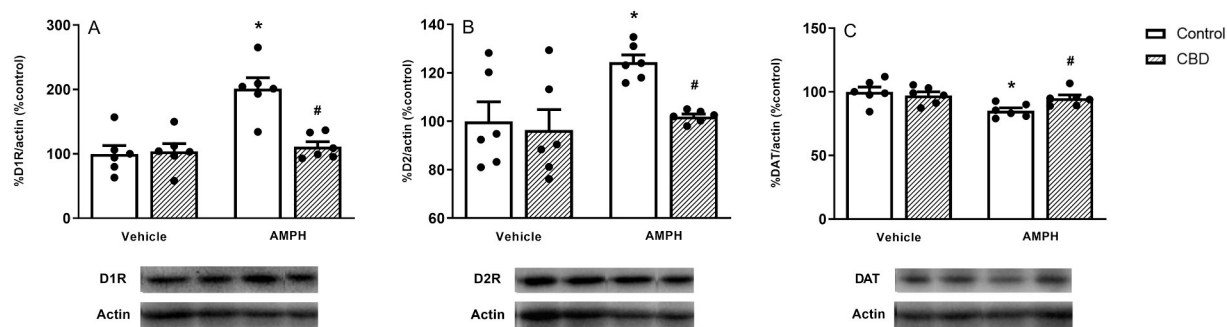 A
%D1R/actin (%control)
300
200
100
0
*
#
Vehicle
AMPH
D1R
Actin
B
%D2/actin (%control)
140
120
100
80
60
*
#
Vehicle
AMPH
D2R
Actin
C
%DAT/actin (%control)
150
100
50
0
*
#
Vehicle
AMPH
DAT
Actin
Control
CBD